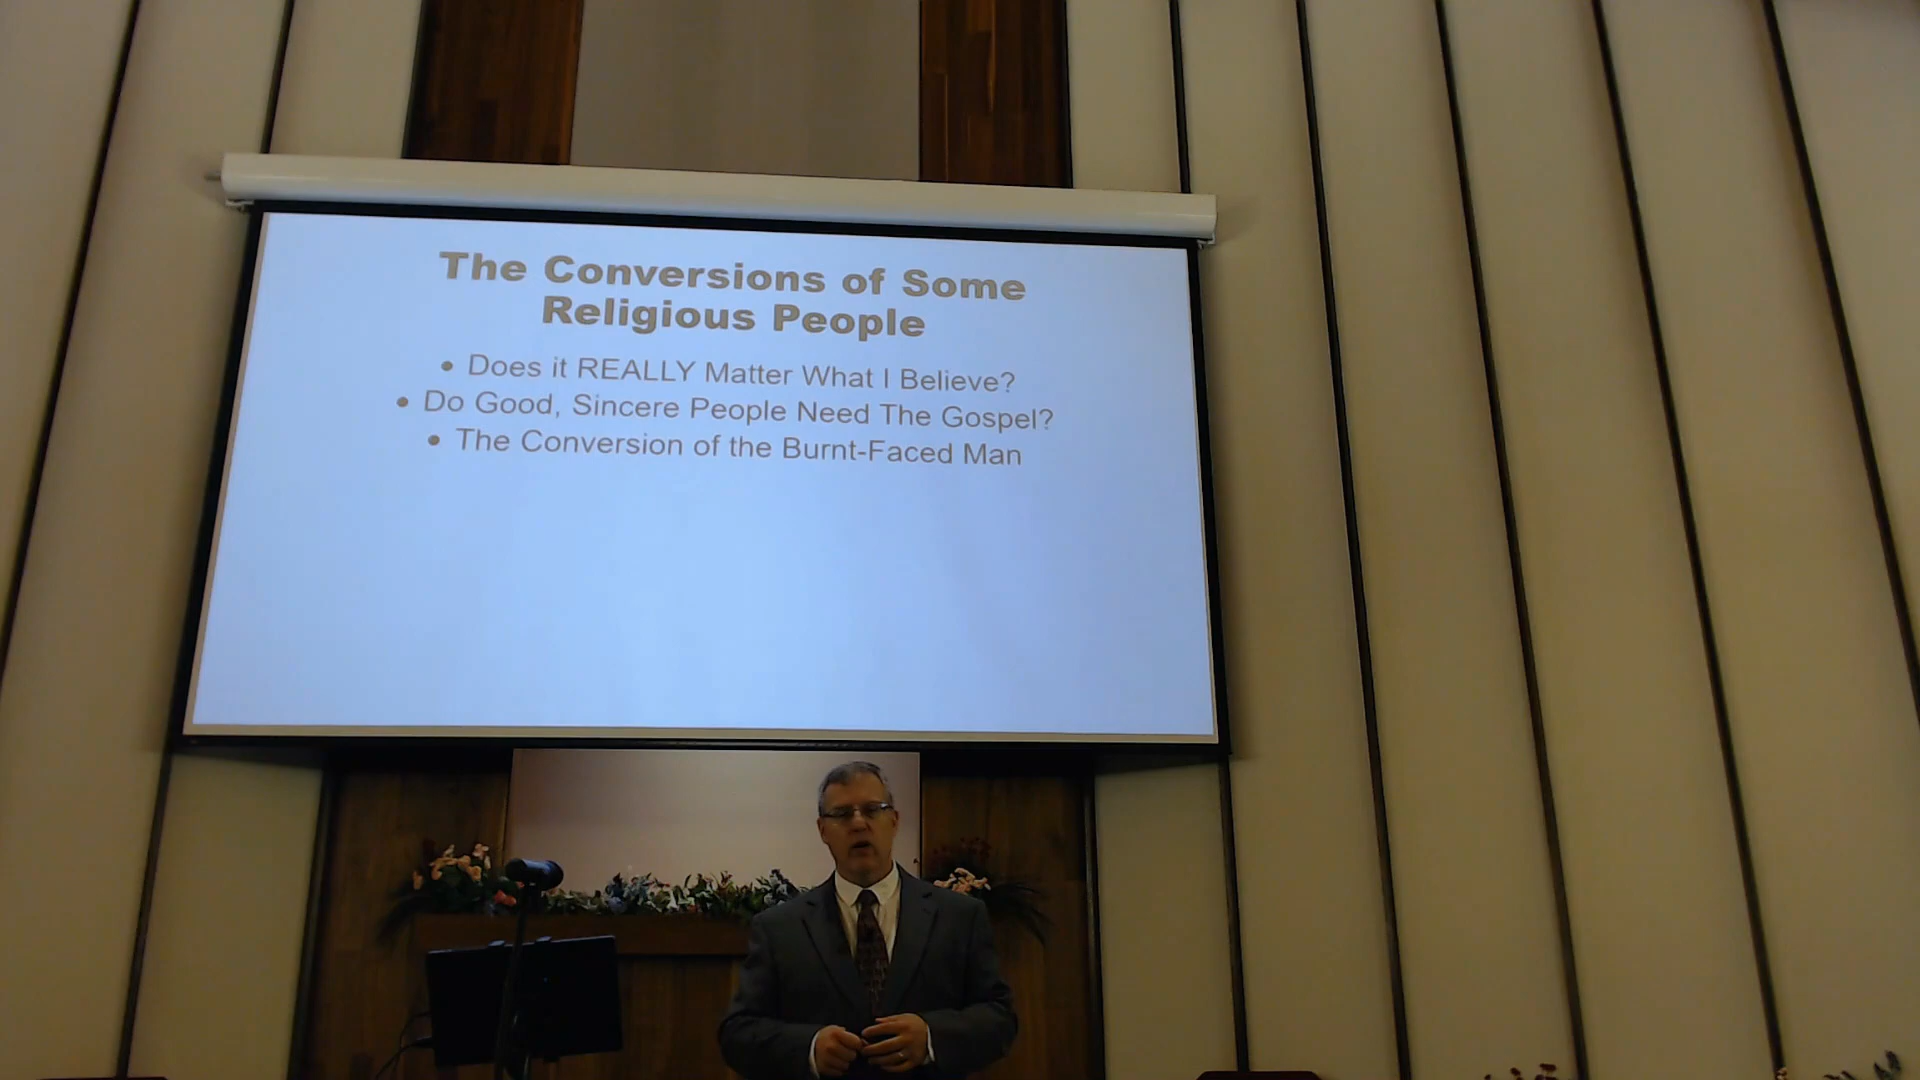 The Conversions of Some
Religious People
• Does it REALLY Matter What I Believe?
• Do Good, Sincere People Need The Gospel?
• The Conversion of the Burnt-Faced Man